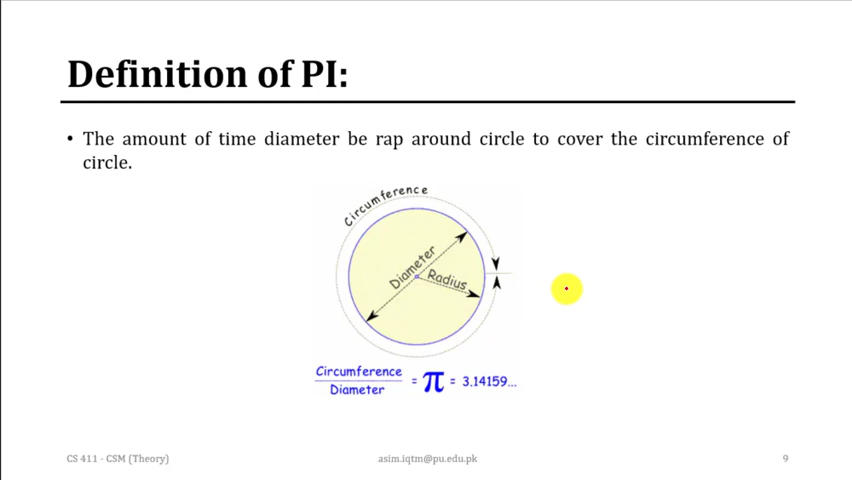 Definition of PI:
• The amount of time diameter be rap around circle to cover the circumference of
circle.
Circumference
Diameter
Radius
Circumference
Diameter
= π = 3.14159...
CS 411 - CSM (Theory)
asim.iqtm@pu.edu.pk
9